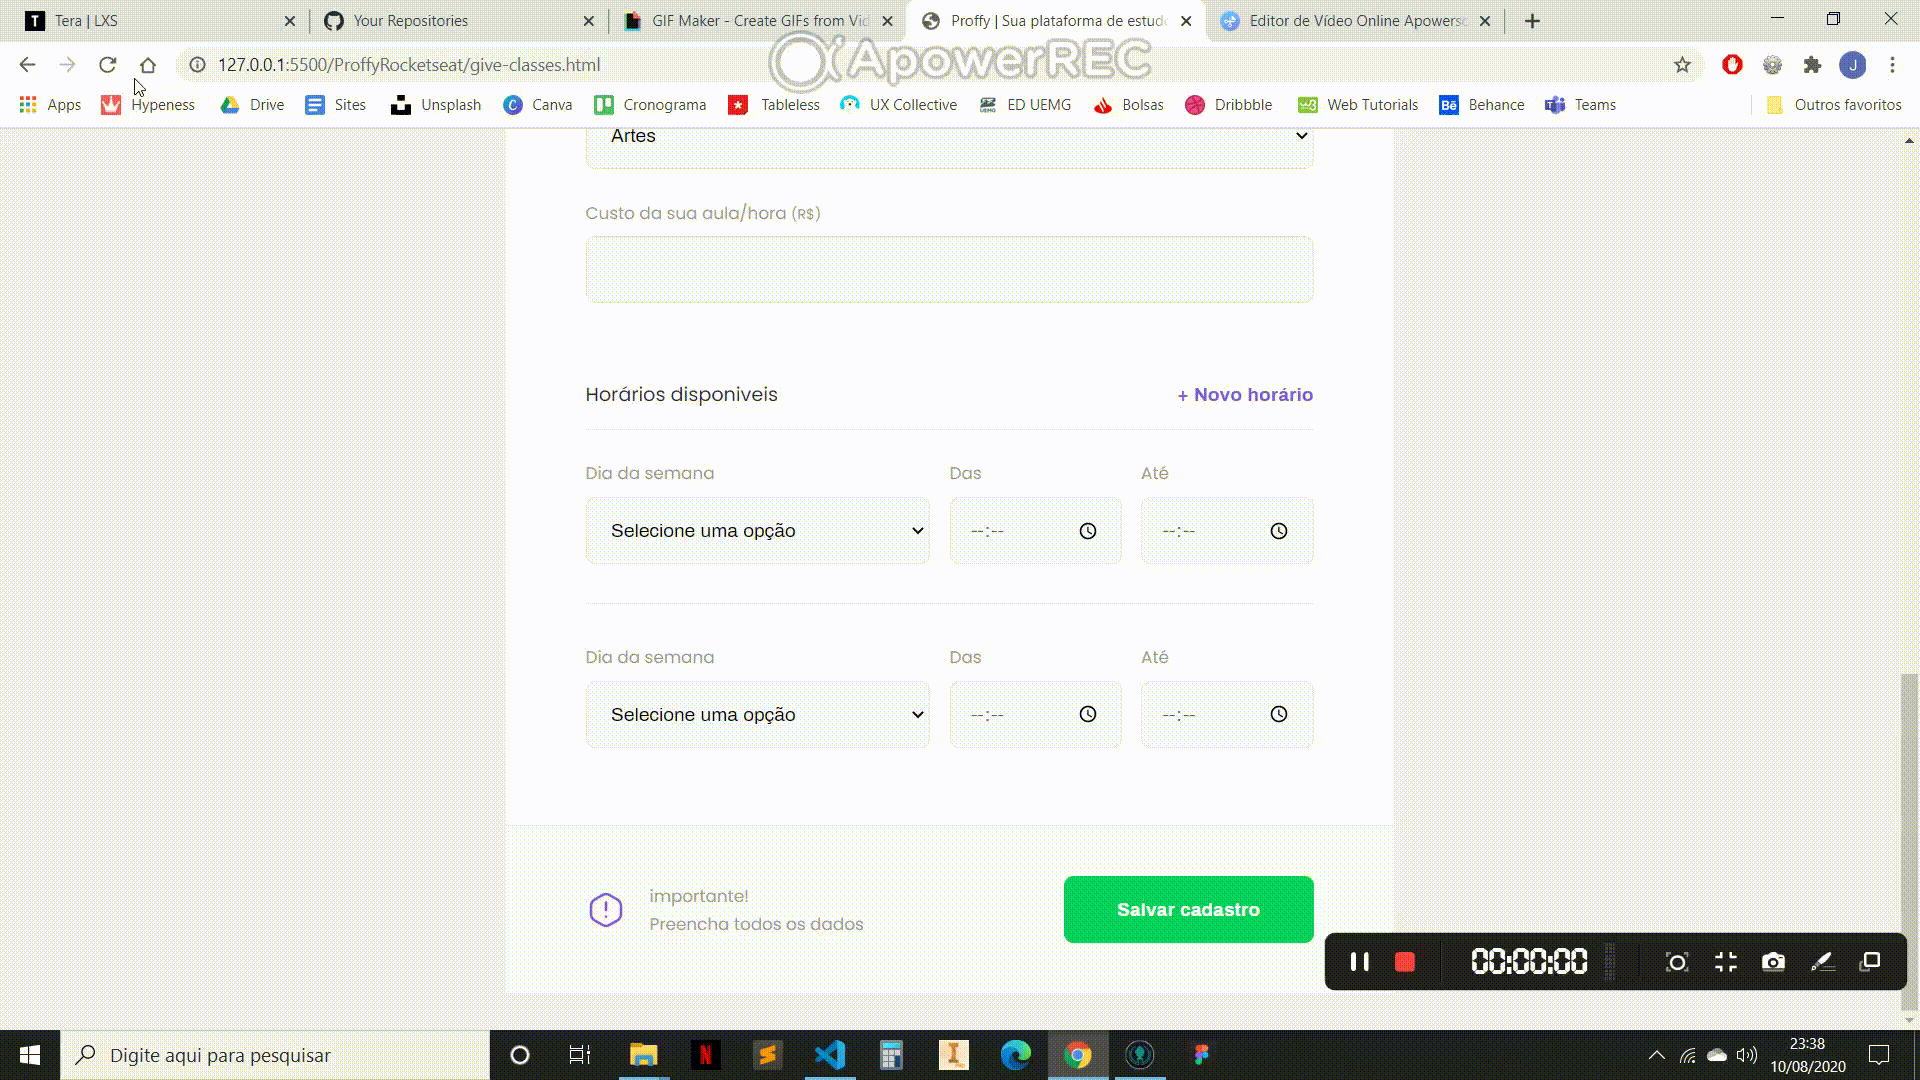 Tera | LXS
Your Repositories
GIF Maker - Create GIFs from Vid
Proffy | Sua plataforma de estud
Editor de Vídeo Online Apowers
127.0.0.1:5500/ProffyRocketseat/give-classes.html
ApowerREC
J
Apps
Hypeness
Drive
Sites
Unsplash
Canva
Cronograma
Tableless
UX Collective
ED UEMG
Bolsas
Dribbble
Web Tutorials
Behance
Teams
Outros favoritos
Artes
Custo da sua aula/hora (R$)
Horários disponiveis
+ Novo horário
Dia da semana
Das
Até
Selecione uma opção
--:--
--:--
Dia da semana
Das
Até
Selecione uma opção
--:--
--:--
importante!
Preencha todos os dados
Salvar cadastro
00:00:00
Digite aqui para pesquisar
23:38
10/08/2020